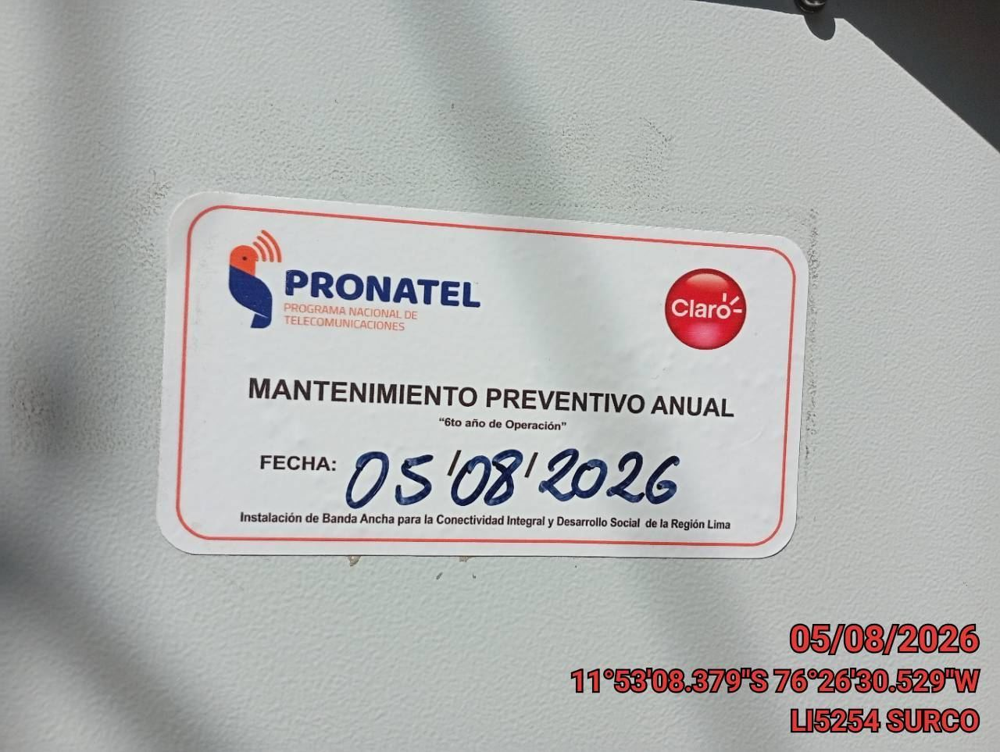 PRONATEL
PROGRAMA NACIONAL DE
TELECOMUNICACIONES
Claro
MANTENIMIENTO PREVENTIVO ANUAL
“6to año de Operación”
FECHA: 05/08/2026
Instalación de Banda Ancha para la Conectividad Integral y Desarrollo Social de la Región Lima
05/08/2026
11°53'08.379"S 76°26'30.529"W
LI5254 SURCO